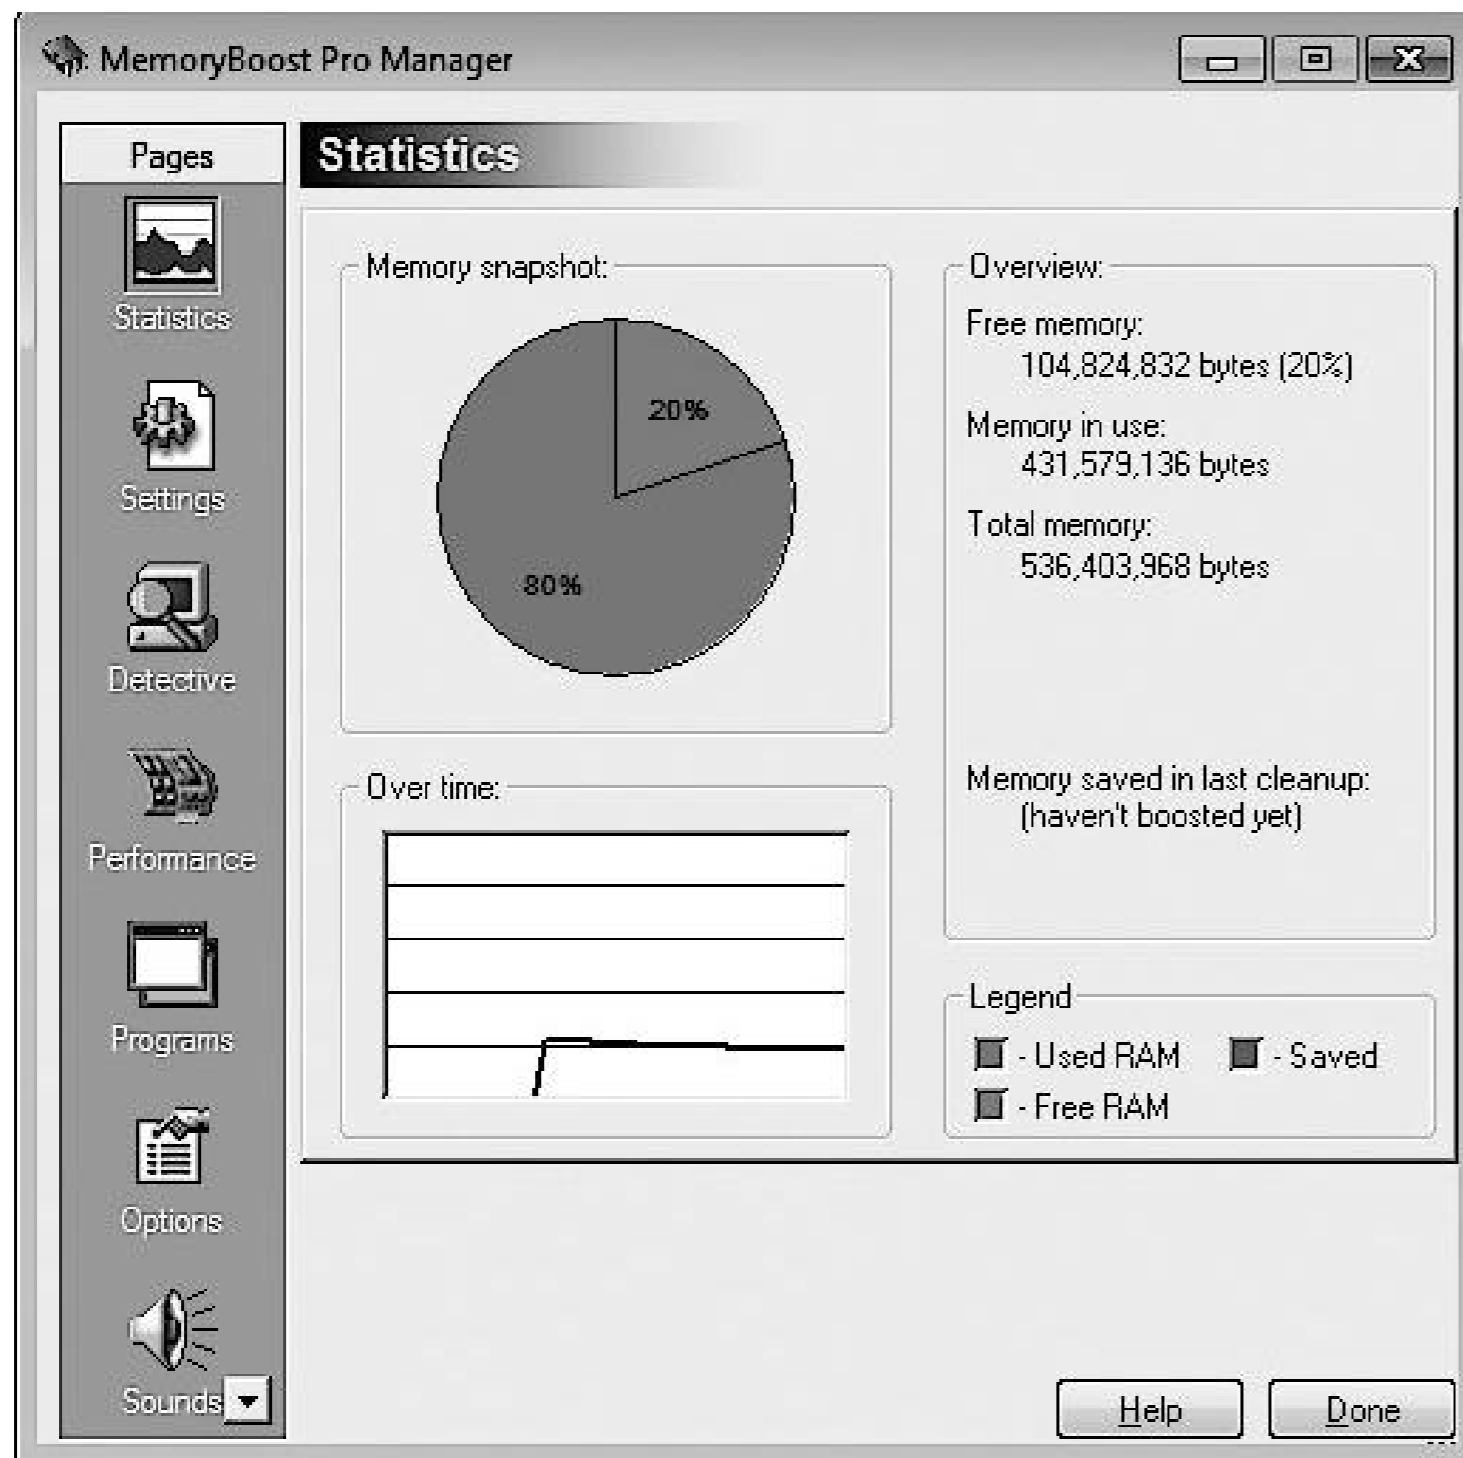 MemoryBoost Pro Manager
Pages
Statistics
Settings
Detective
Performance
Programs
Options
Sounds
Statistics
Memory snapshot:
20%
80%
Over time:
Overview:
Free memory:
104,824,832 bytes (20%)
Memory in use:
431,579,136 bytes
Total memory:
536,403,968 bytes
Memory saved in last cleanup:
(haven't boosted yet)
Legend
- Used RAM - Saved
- Free RAM
Help Done